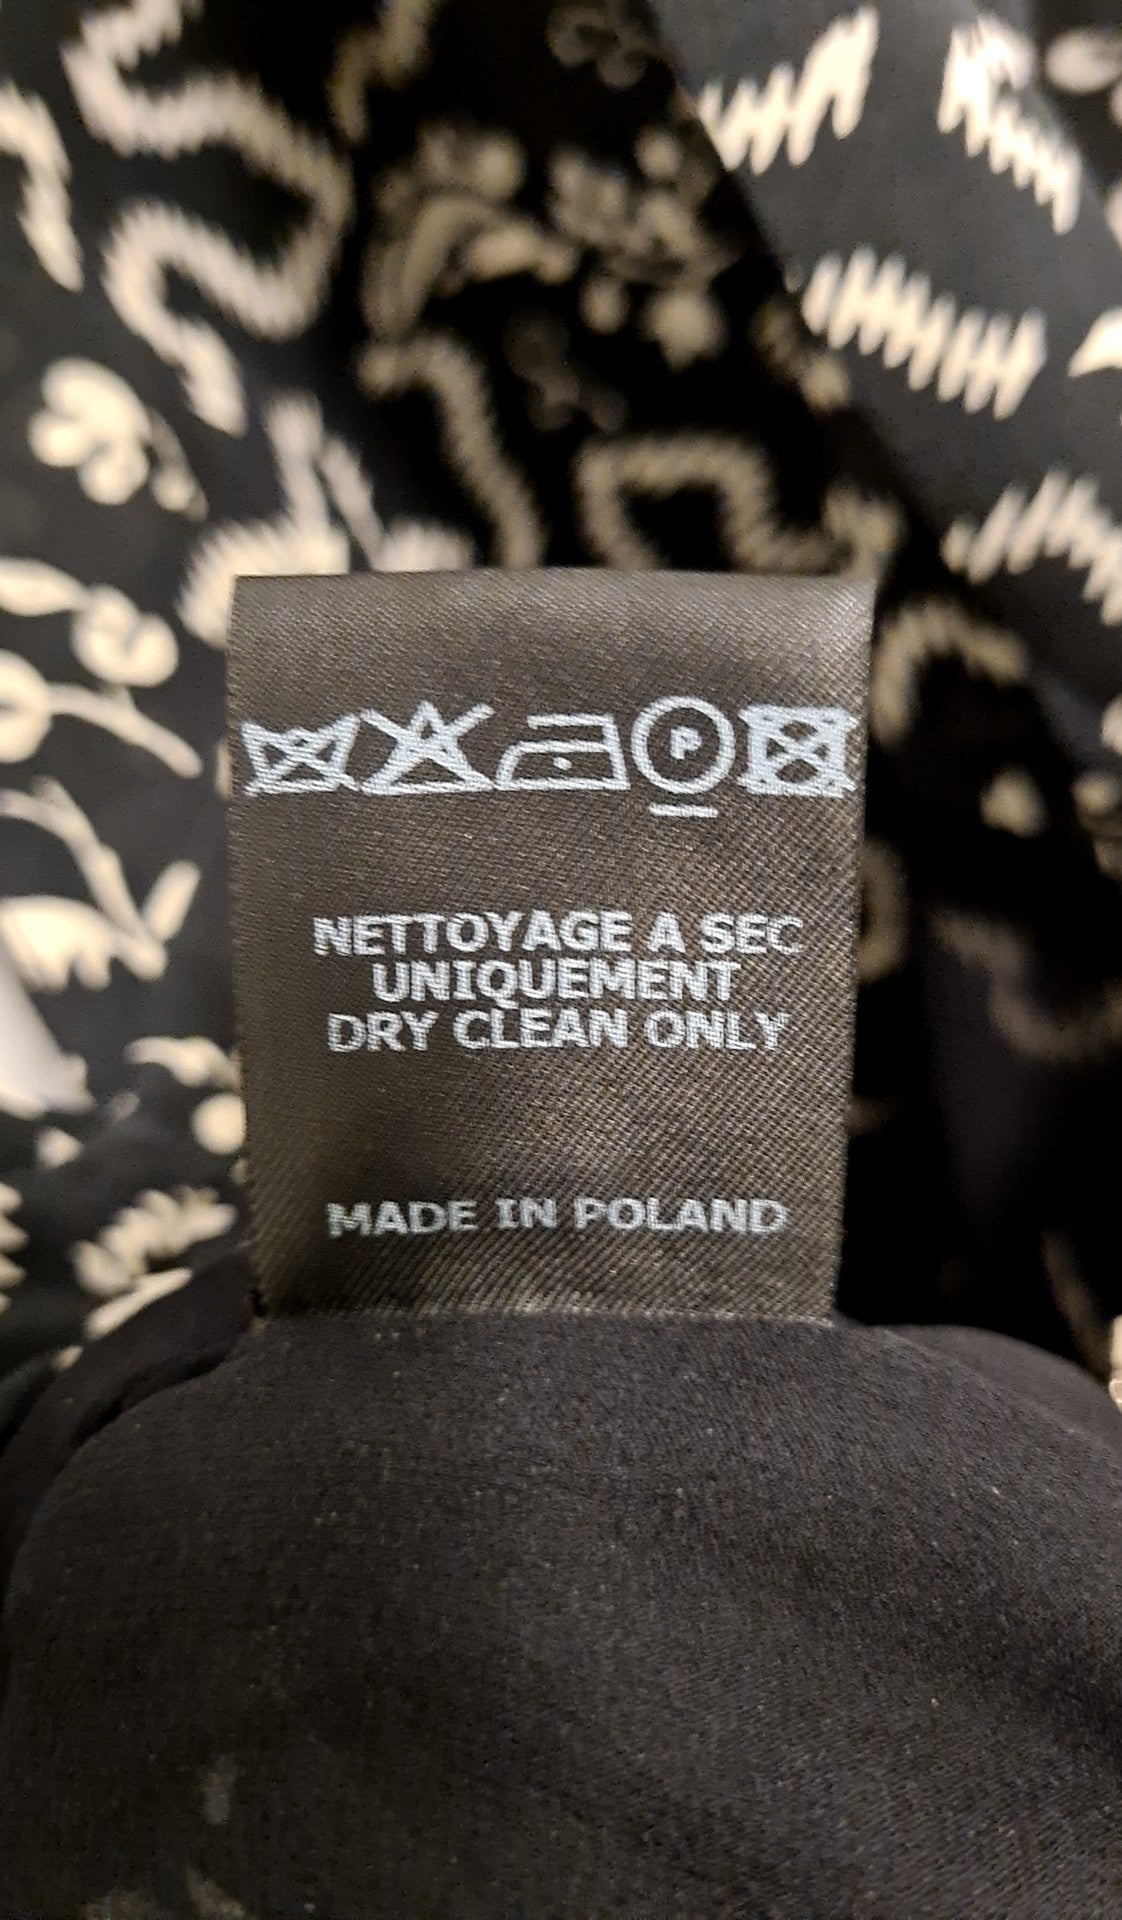 P
NETTOYAGE A SEC
UNIQUEMENT
DRY CLEAN ONLY
MADE IN POLAND